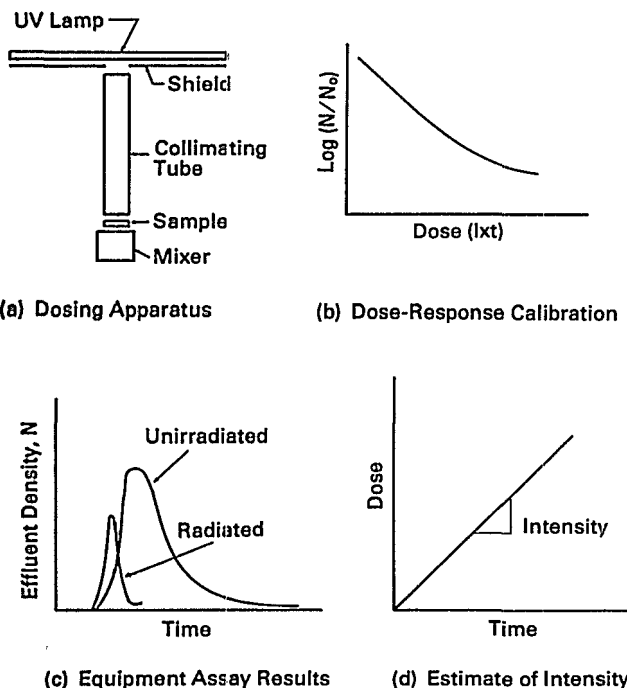 UV Lamp
Shield
Collimating
Tube
Sample
Mixer
(a) Dosing Apparatus
Log (N/N₀)
Dose (Ixt)
(b) Dose-Response Calibration
Effluent Density, N
Unirradiated
Radiated
Time
(c) Equipment Assay Results
Dose
Intensity
Time
(d) Estimate of Intensity